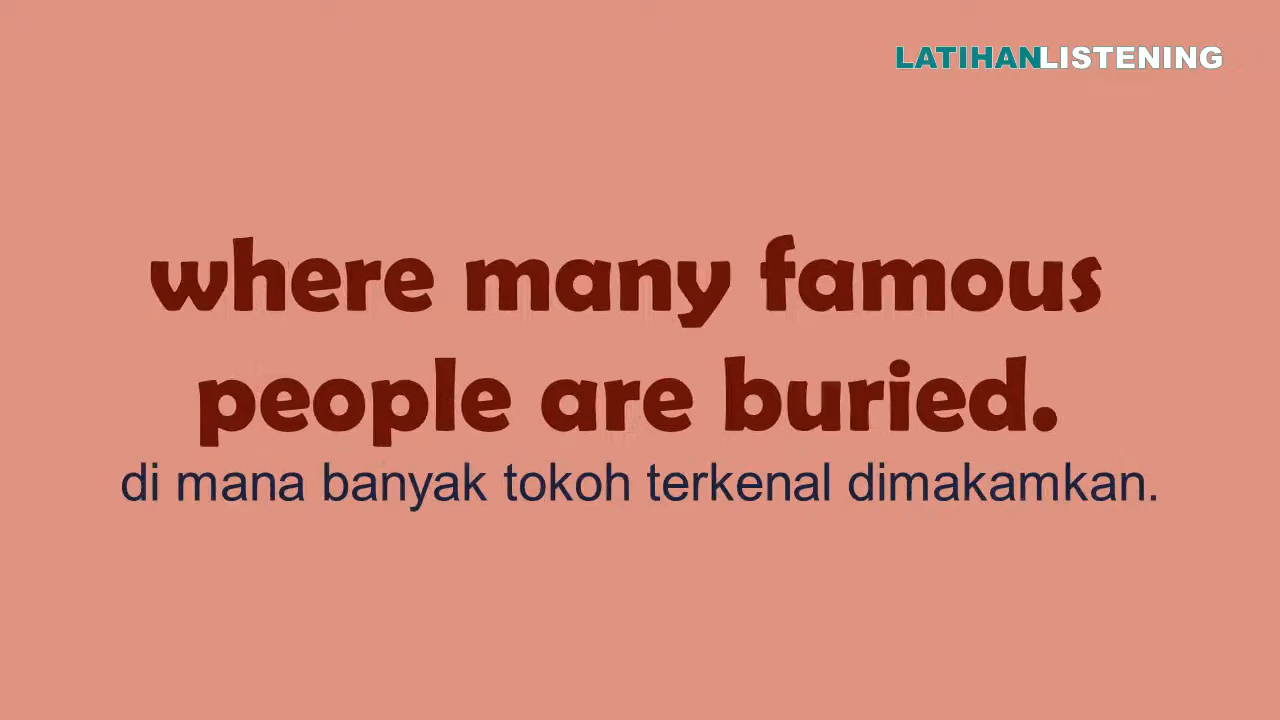 LATIHANLISTENING
where many famous
people are buried.
di mana banyak tokoh terkenal dimakamkan.